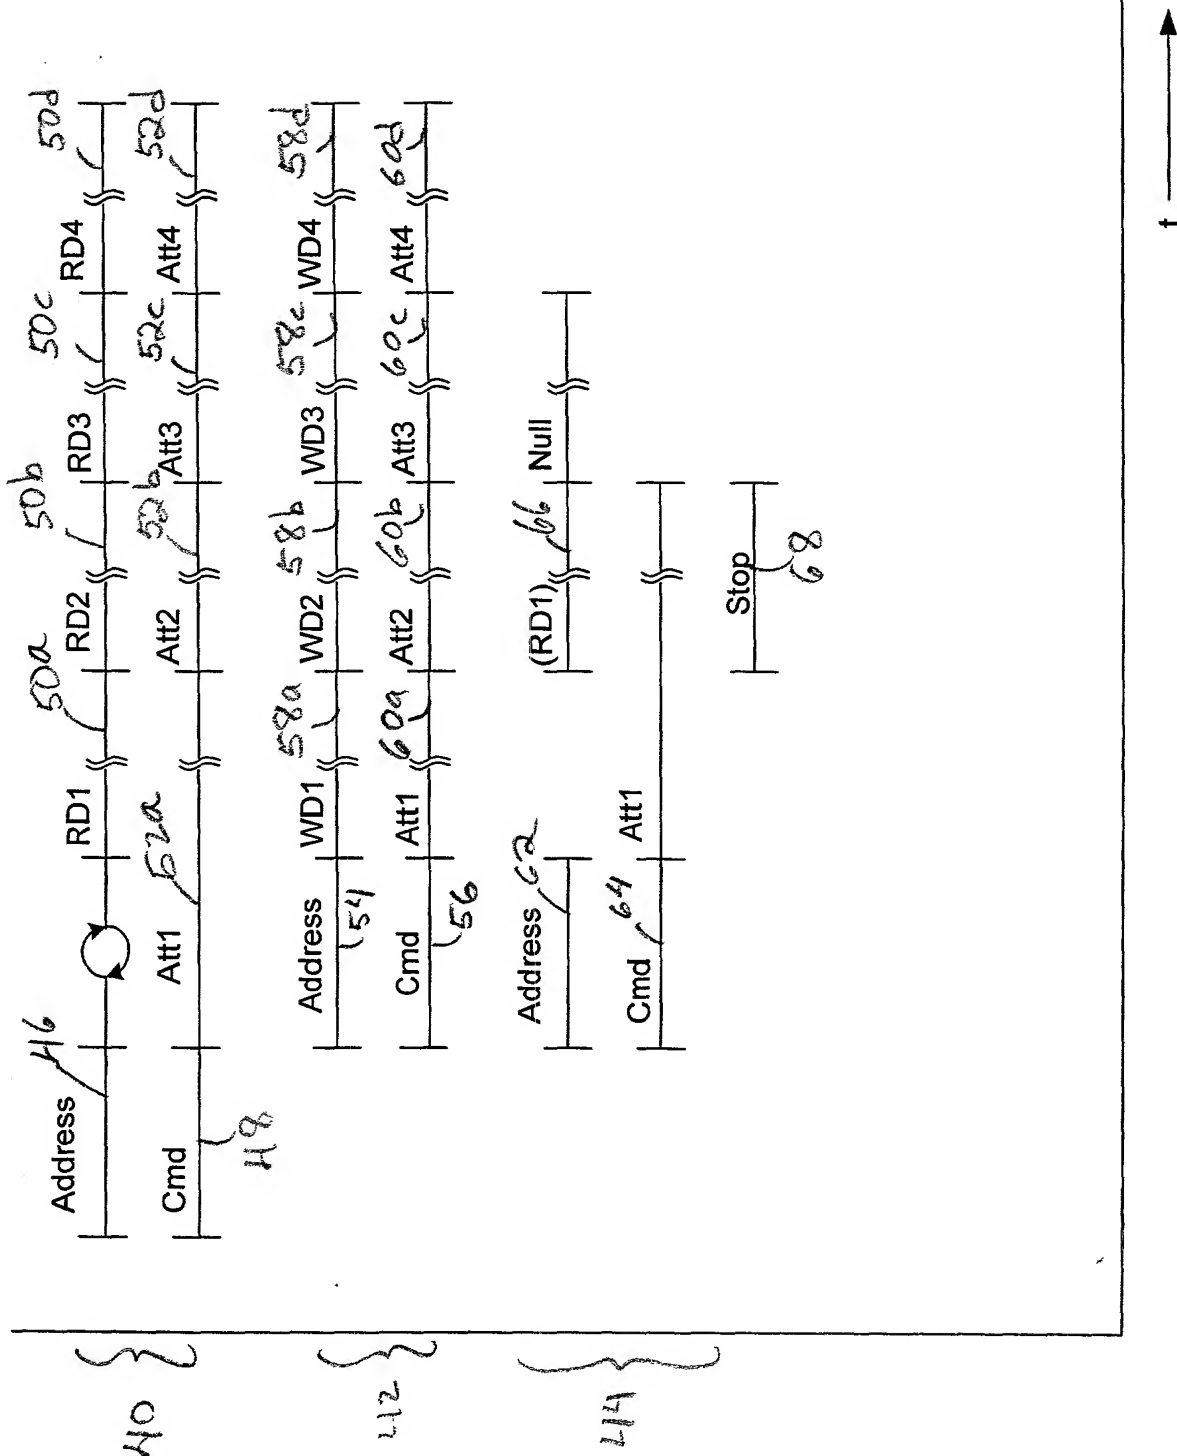 46 50a 50b 50c 50d
Address RD1 RD2 RD3 RD4
40
52a 52b 52c 52d
Cmd Att1 Att2 Att3 Att4
48
58a 58b 58c 58d
Address WD1 WD2 WD3 WD4
54
42
60a 60b 60c 60d
Cmd Att1 Att2 Att3 Att4
56
62 66
Address (RD1) Null
44
64
Cmd Att1
Stop
68
t